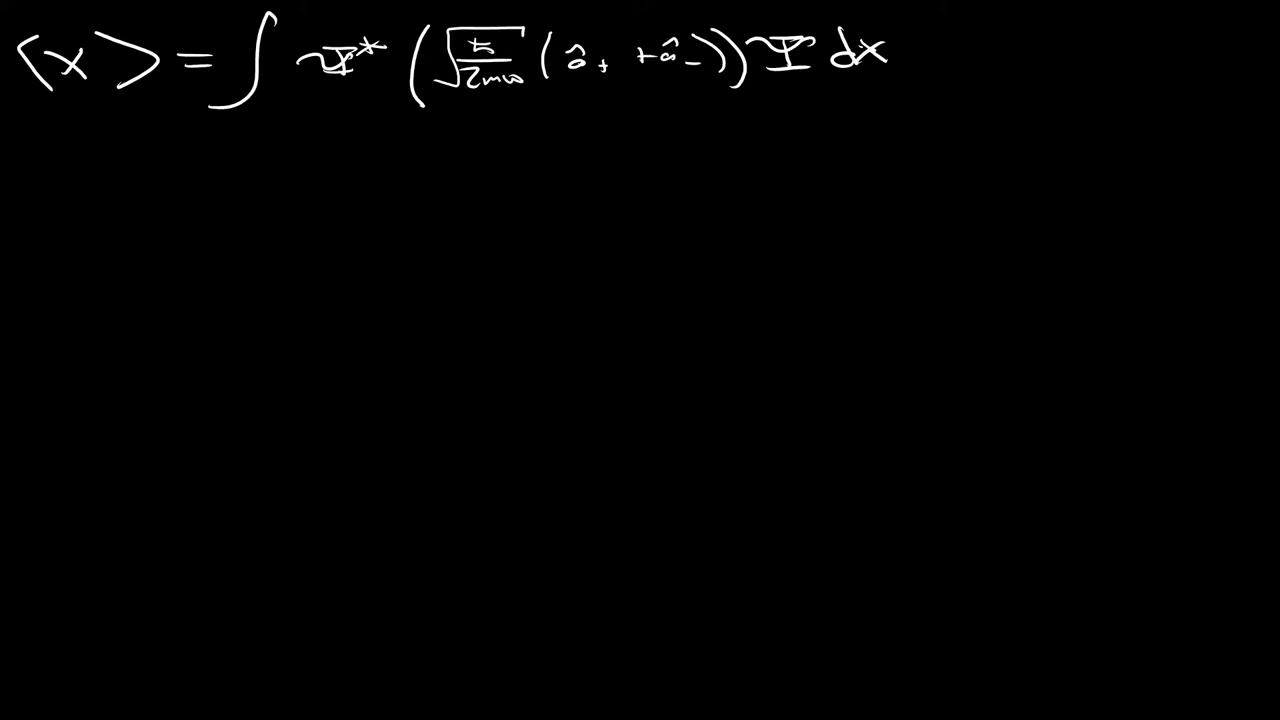 ⟨x⟩ = ∫ Ψ* (√(ℏ/2mω) (â₊ + â₋)) Ψ dx